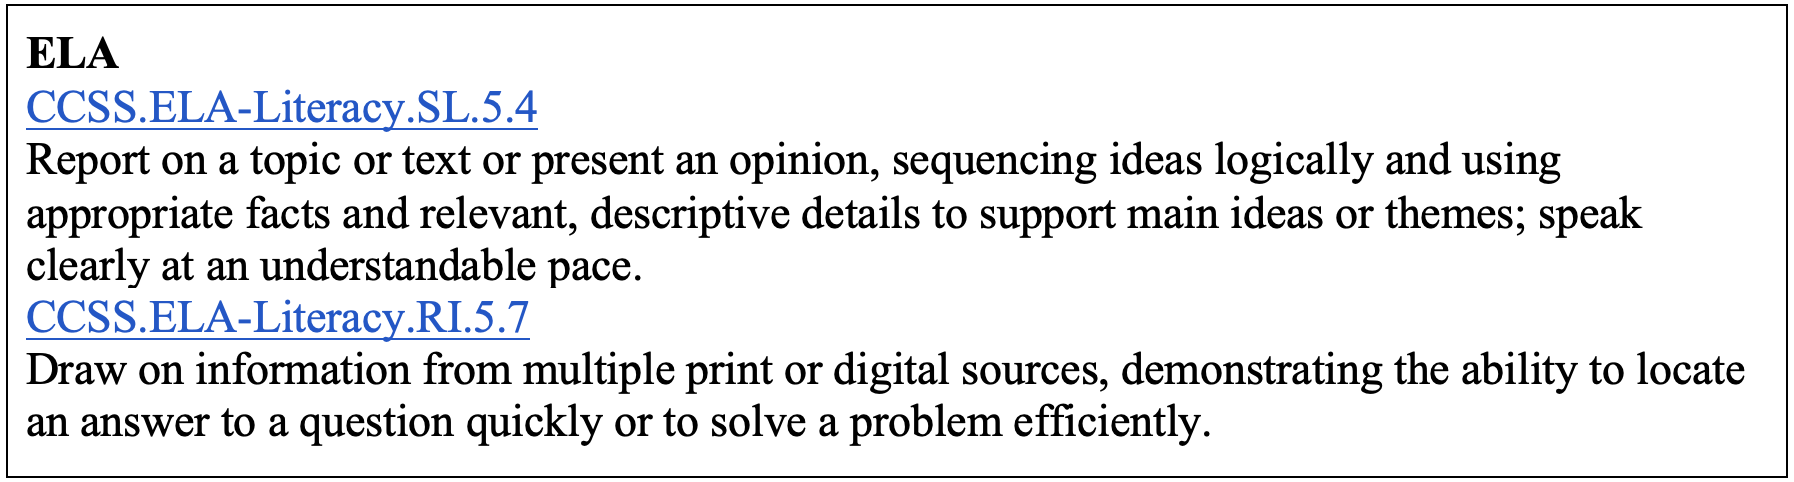 ELA
CCSS.ELA-Literacy.SL.5.4
Report on a topic or text or present an opinion, sequencing ideas logically and using
appropriate facts and relevant, descriptive details to support main ideas or themes; speak
clearly at an understandable pace.
CCSS.ELA-Literacy.RI.5.7
Draw on information from multiple print or digital sources, demonstrating the ability to locate
an answer to a question quickly or to solve a problem efficiently.